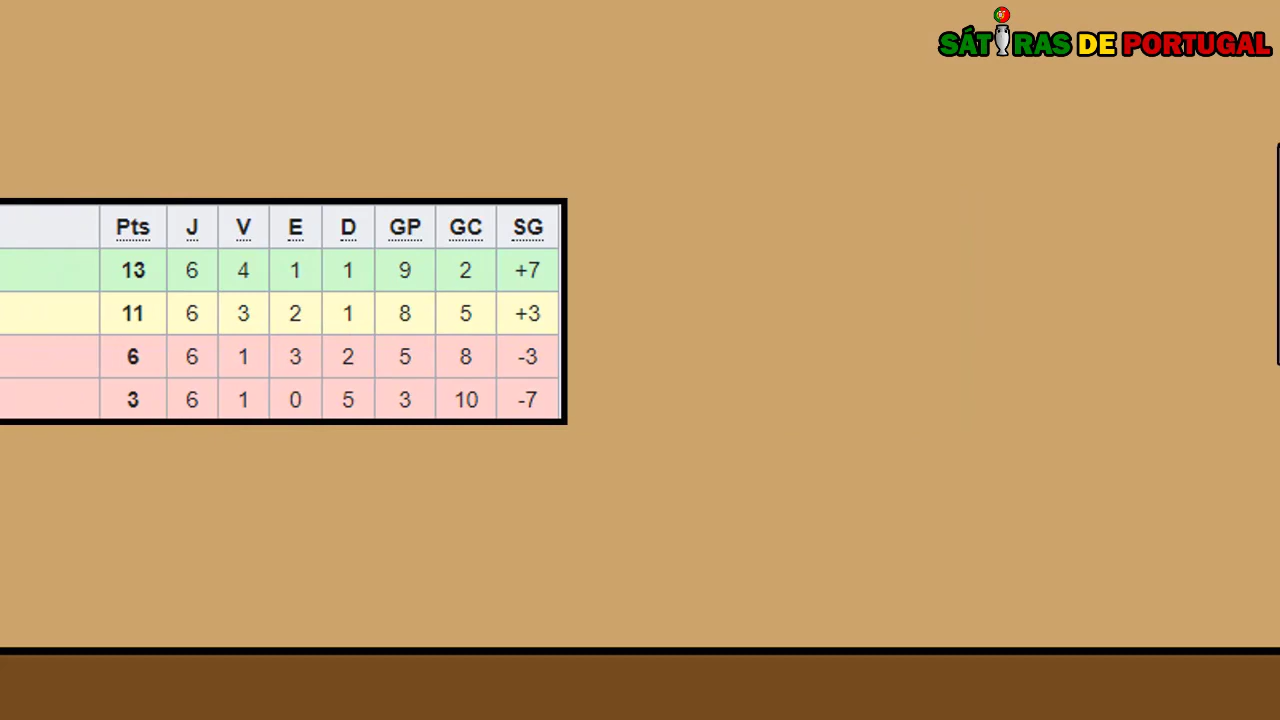 SÁTIRAS DE PORTUGAL
Pts J V E D GP GC SG
13 6 4 1 1 9 2 +7
11 6 3 2 1 8 5 +3
6 6 1 3 2 5 8 -3
3 6 1 0 5 3 10 -7